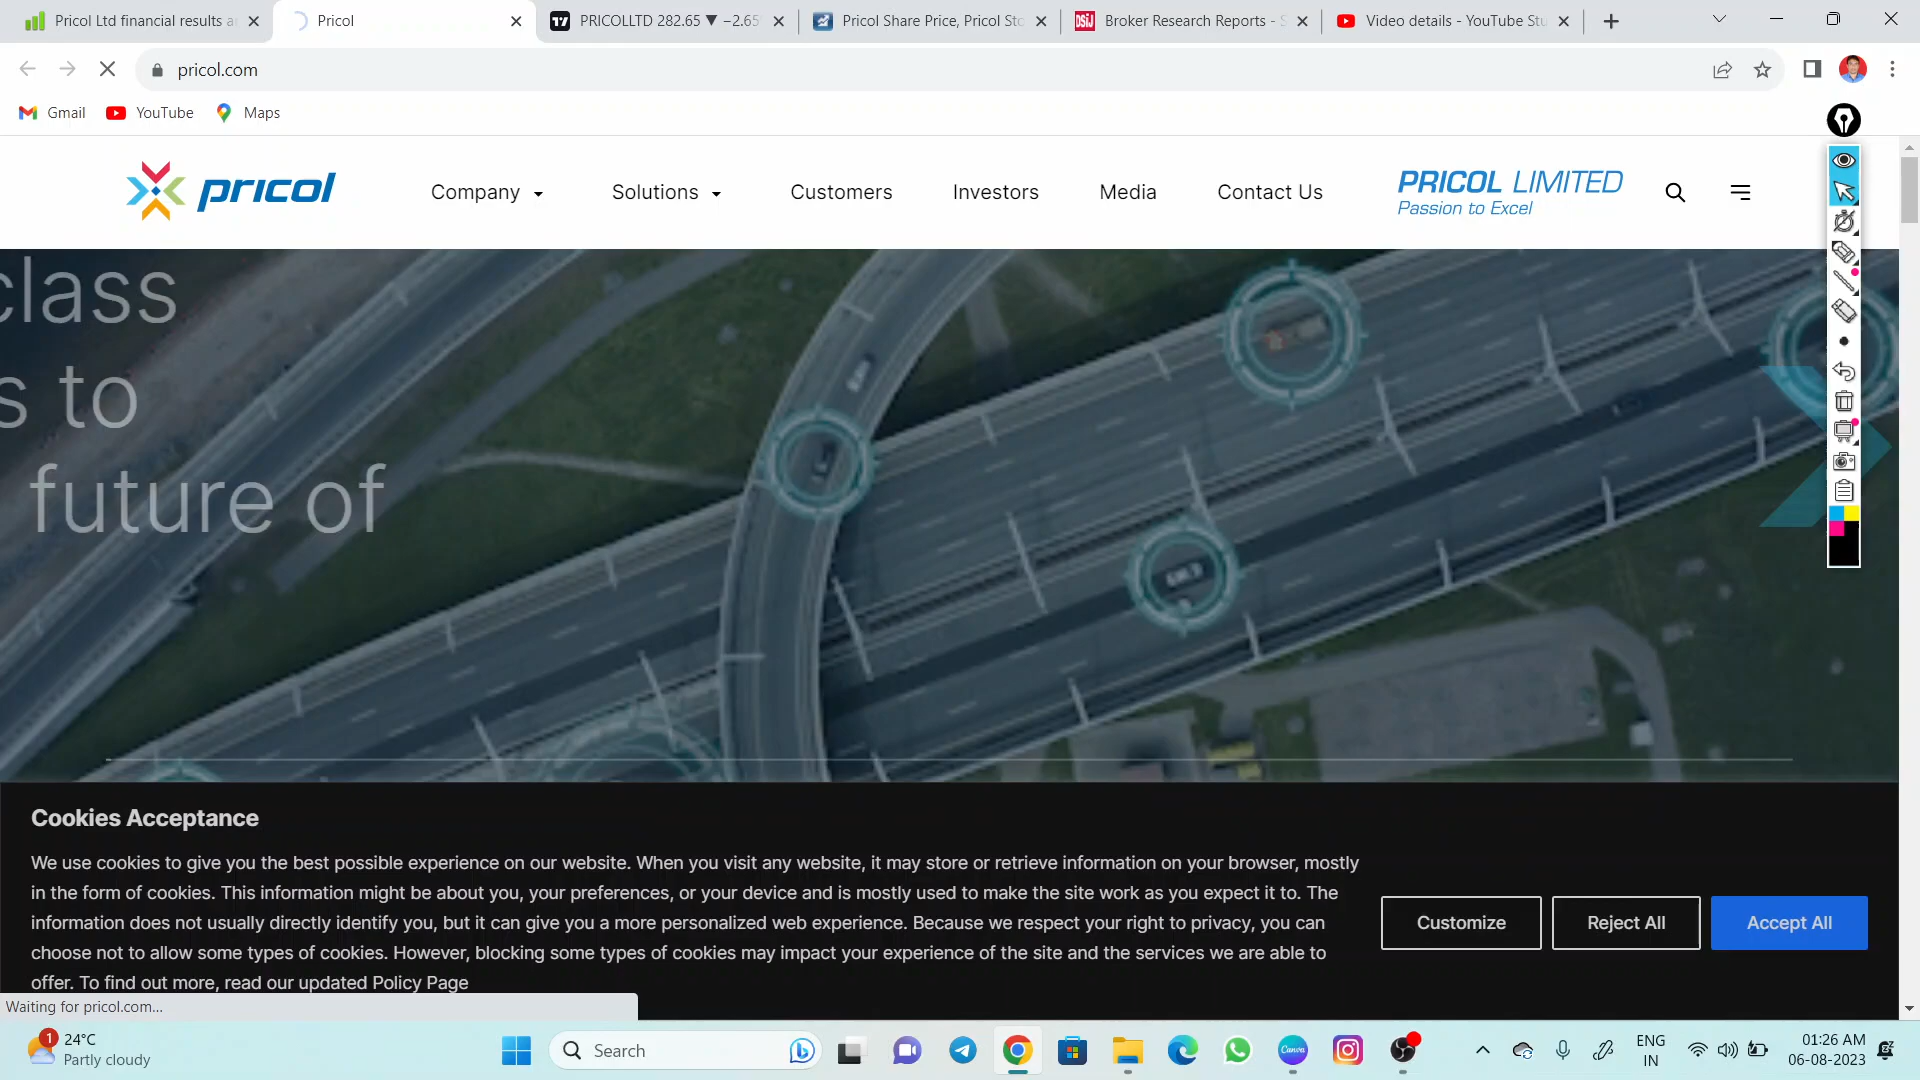 Pricol Ltd financial results a
Pricol
PRICOLLTD 282.65 ▼ −2.65
Pricol Share Price, Pricol Sto
Broker Research Reports - S
Video details - YouTube Stu
pricol.com
Gmail
YouTube
Maps
pricol
Company
Solutions
Customers
Investors
Media
Contact Us
PRICOL LIMITED
Passion to Excel
class
s to
future of
Cookies Acceptance
We use cookies to give you the best possible experience on our website. When you visit any website, it may store or retrieve information on your browser, mostly
in the form of cookies. This information might be about you, your preferences, or your device and is mostly used to make the site work as you expect it to. The
information does not usually directly identify you, but it can give you a more personalized web experience. Because we respect your right to privacy, you can
choose not to allow some types of cookies. However, blocking some types of cookies may impact your experience of the site and the services we are able to
offer. To find out more, read our updated Policy Page
Customize
Reject All
Accept All
Waiting for pricol.com...
1
24°C
Partly cloudy
Search
Canva
ENG
IN
01:26 AM
06-08-2023